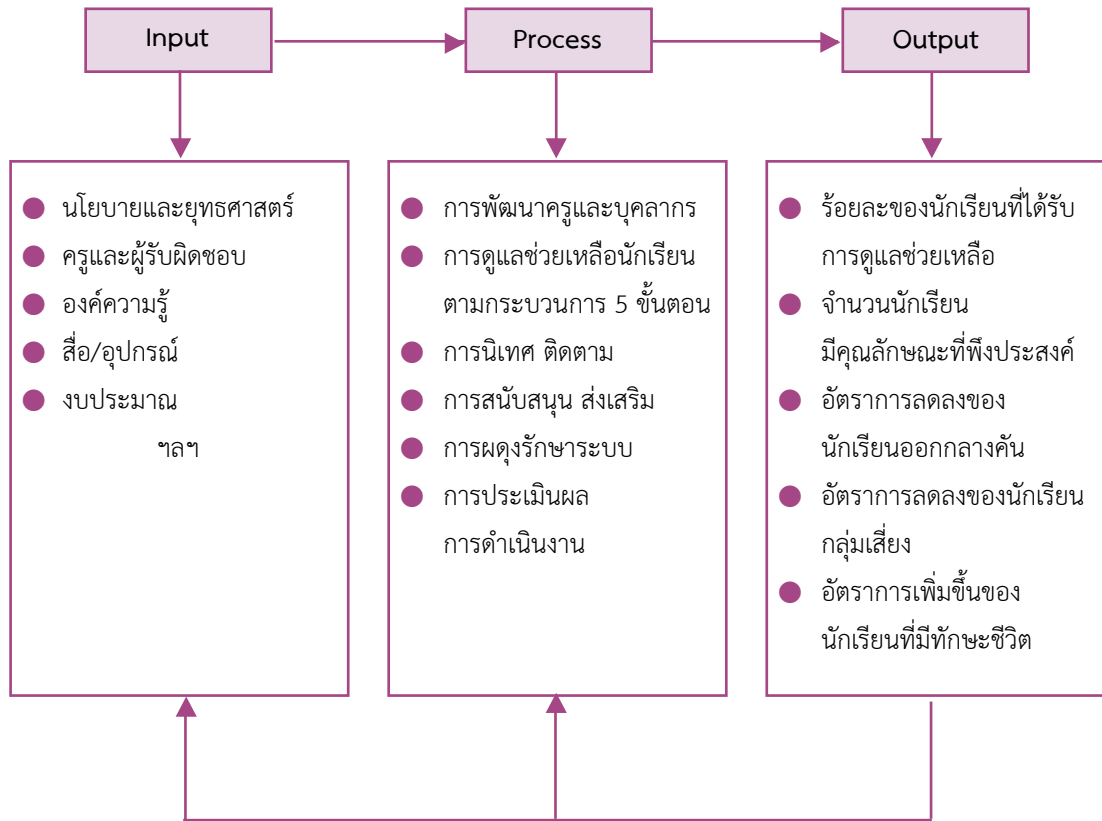 Input
Process
Output
นโยบายและยุทธศาสตร์
ครูและผู้รับผิดชอบ
องค์ความรู้
สื่อ/อุปกรณ์
งบประมาณ
ฯลฯ
การพัฒนาครูและบุคลากร
การดูแลช่วยเหลือนักเรียน
ตามกระบวนการ 5 ขั้นตอน
การนิเทศ ติดตาม
การสนับสนุน ส่งเสริม
การผดุงรักษาระบบ
การประเมินผล
การดำเนินงาน
ร้อยละของนักเรียนที่ได้รับ
การดูแลช่วยเหลือ
จำนวนนักเรียน
มีคุณลักษณะที่พึงประสงค์
อัตราการลดลงของ
นักเรียนออกกลางคัน
อัตราการลดลงของนักเรียน
กลุ่มเสี่ยง
อัตราการเพิ่มขึ้นของ
นักเรียนที่มีทักษะชีวิต